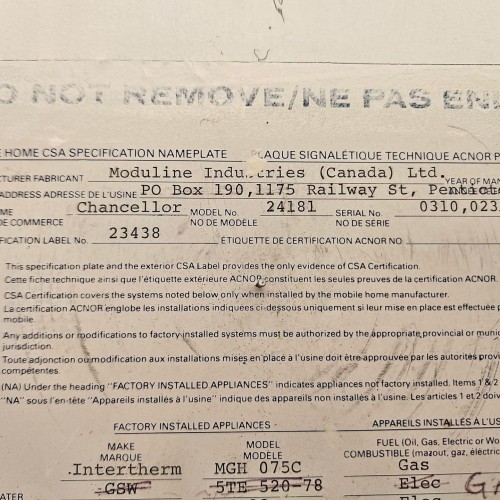 O NOT REMOVE/NE PAS EN
E HOME CSA SPECIFICATION NAMEPLATE PLAQUE SIGNALÉTIQUE TECHNIQUE ACNOR P
TURER FABRICANT Moduline Industries (Canada) Ltd. YEAR OF MAN
ADDRESS ADRESSE DE L'USINE PO Box 190,1175 Railway St, Pentict
ME Chancellor MODEL No. 24181 SERIAL No. 0310,023
DE COMMERCE NO DE MODÈLE NO DE SÉRIE
FICATION LABEL No. 23438 ÉTIQUETTE DE CERTIFICATION ACNOR NO
This specification plate and the exterior CSA Label provides the only evidence of CSA Certification.
Cette fiche technique ainsi que l'étiquette extérieure ACNOR constituent les seules preuves de la certification ACNOR.
CSA Certification covers the systems noted below only when installed by the mobile home manufacturer.
La certification ACNOR englobe les installations indiquées ci-dessous uniquement si leur mise en place est effectuée p
mobile.
Any additions or modifications to factory-installed systems must be authorized by the appropriate provincial or munic
jurisdiction.
Toute adjonction ou modification aux installations mises en place à l'usine doit être approuvée par les autorités provi
compétentes.
(NA) Under the heading "FACTORY INSTALLED APPLIANCES" indicates appliances not factory installed. Items 1 & 2
"NA" sous l'en-tête "Appareils installés à l'usine" indique des appareils non installés à l'usine. Les articles 1 et 2 doiv
FACTORY INSTALLED APPLIANCES - APPAREILS INSTALLÉS À L'US
MAKE MODEL FUEL (Oil, Gas, Electric or Wo
MARQUE MODÈLE COMBUSTIBLE (mazout, gaz, électric
Intertherm MGH 075C Gas
GSW 5TE 520-78 Elec
ATER